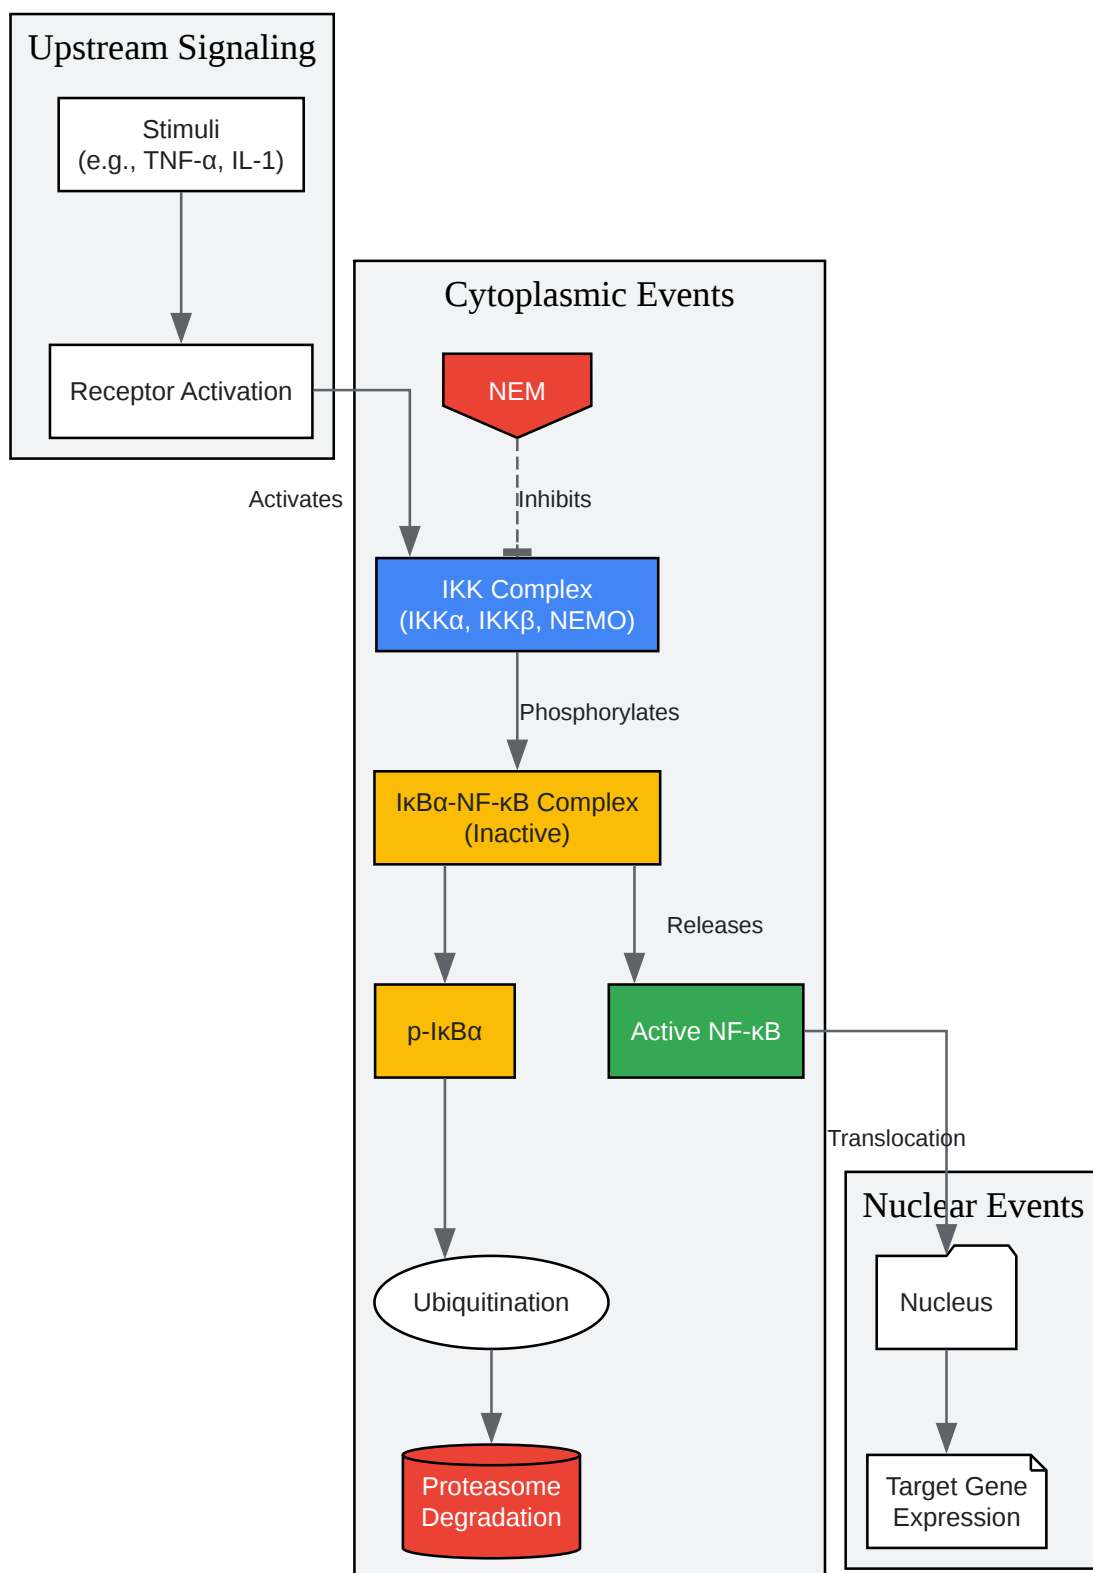 Upstream Signaling
Stimuli
(e.g., TNF-α, IL-1)
Receptor Activation
Cytoplasmic Events
NEM
Activates
Inhibits
IKK Complex
(IKKα, IKKβ, NEMO)
Phosphorylates
IκBα-NF-κB Complex
(Inactive)
Releases
p-IκBα
Active NF-κB
Translocation
Nuclear Events
Ubiquitination
Nucleus
Proteasome
Degradation
Target Gene
Expression